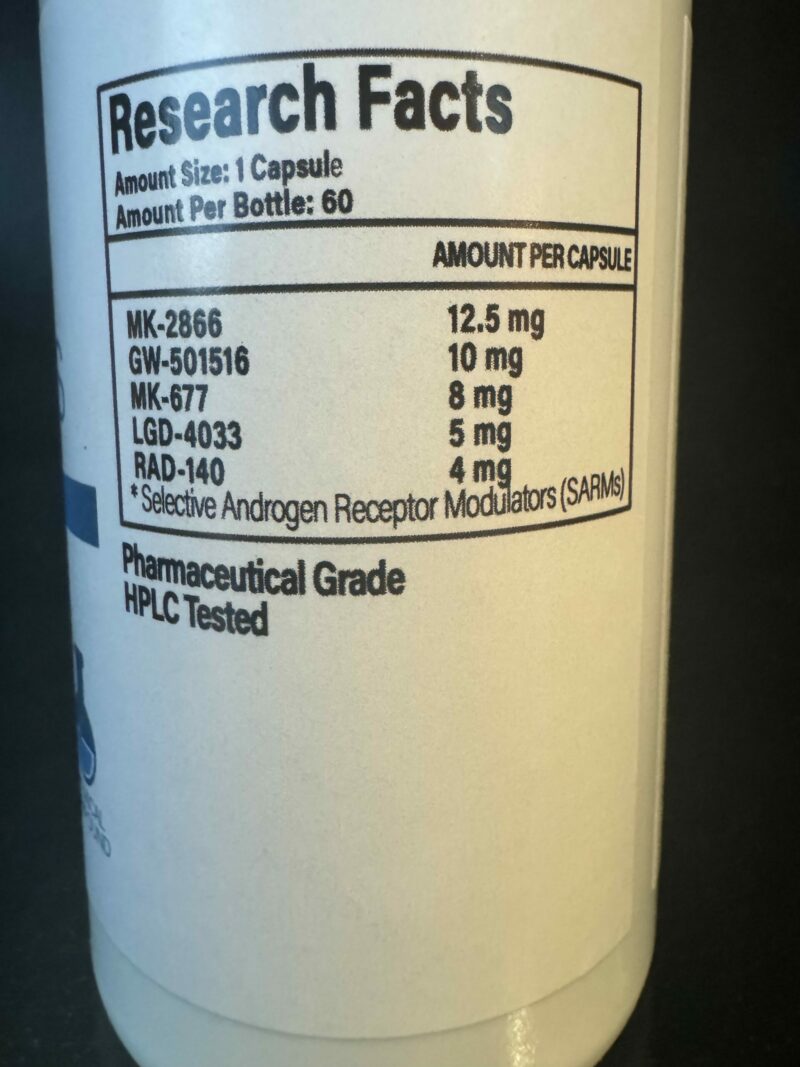 Research Facts
Amount Size: 1 Capsule
Amount Per Bottle: 60
AMOUNT PER CAPSULE
MK-2866 12.5 mg
GW-501516 10 mg
MK-677 8 mg
LGD-4033 5 mg
RAD-140 4 mg
* Selective Androgen Receptor Modulators (SARMs)
Pharmaceutical Grade
HPLC Tested